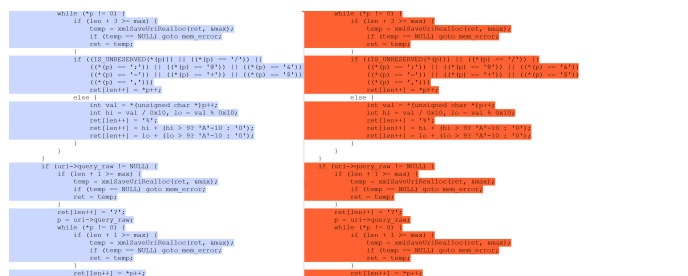 while (*p != 0) {
if (len + 3 >= max) {
temp = xmlSaveUriRealloc(ret, &max);
if (temp == NULL) goto mem_error;
ret = temp;
}
if ((IS_UNRESERVED(*(p))) || ((*(p) == '/')) ||
((*(p) == ';')) || ((*(p) == '@')) || ((*(p) == '&')) ||
((*(p) == '=')) || ((*(p) == '+')) || ((*(p) == '$')) ||
((*(p) == ',')))
ret[len++] = *p++;
else {
int val = *(unsigned char *)p++;
int hi = val / 0x10, lo = val % 0x10;
ret[len++] = '%';
ret[len++] = hi + (hi > 9? 'A'-10 : '0');
ret[len++] = lo + (lo > 9? 'A'-10 : '0');
}
}
}
if (uri->query_raw != NULL) {
if (len + 1 >= max) {
temp = xmlSaveUriRealloc(ret, &max);
if (temp == NULL) goto mem_error;
ret = temp;
}
ret[len++] = '?';
p = uri->query_raw;
while (*p != 0) {
if (len + 1 >= max) {
temp = xmlSaveUriRealloc(ret, &max);
if (temp == NULL) goto mem_error;
ret = temp;
}
ret[len++] = *p++;
while (*p != 0) {
if (len + 3 >= max) {
temp = xmlSaveUriRealloc(ret, &max);
if (temp == NULL) goto mem_error;
ret = temp;
}
if ((IS_UNRESERVED(*(p))) || ((*(p) == '/')) ||
((*(p) == ';')) || ((*(p) == '@')) || ((*(p) == '&'))
((*(p) == '=')) || ((*(p) == '+')) || ((*(p) == '$'))
((*(p) == ',')))
ret[len++] = *p++;
else {
int val = *(unsigned char *)p++;
int hi = val / 0x10, lo = val % 0x10;
ret[len++] = '%';
ret[len++] = hi + (hi > 9? 'A'-10 : '0');
ret[len++] = lo + (lo > 9? 'A'-10 : '0');
}
}
}
if (uri->query_raw != NULL) {
if (len + 1 >= max) {
temp = xmlSaveUriRealloc(ret, &max);
if (temp == NULL) goto mem_error;
ret = temp;
}
ret[len++] = '?';
p = uri->query_raw;
while (*p != 0) {
if (len + 1 >= max) {
temp = xmlSaveUriRealloc(ret, &max);
if (temp == NULL) goto mem_error;
ret = temp;
}
ret[len++] = *p++;